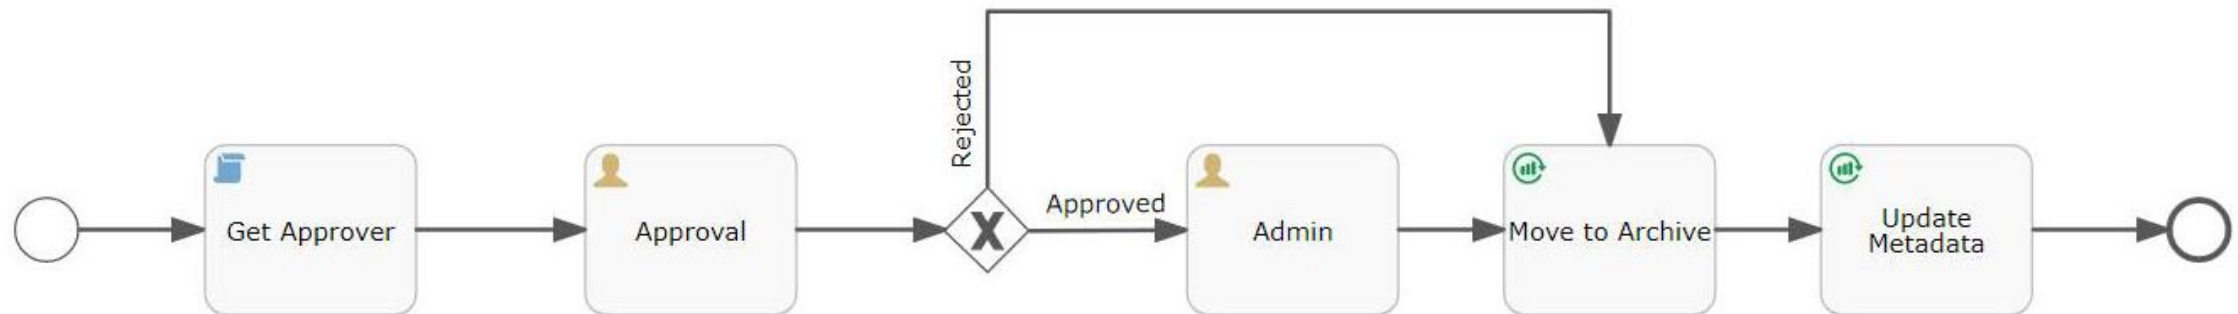 Rejected
Get Approver
Approval
Approved
Admin
Move to Archive
Update
Metadata